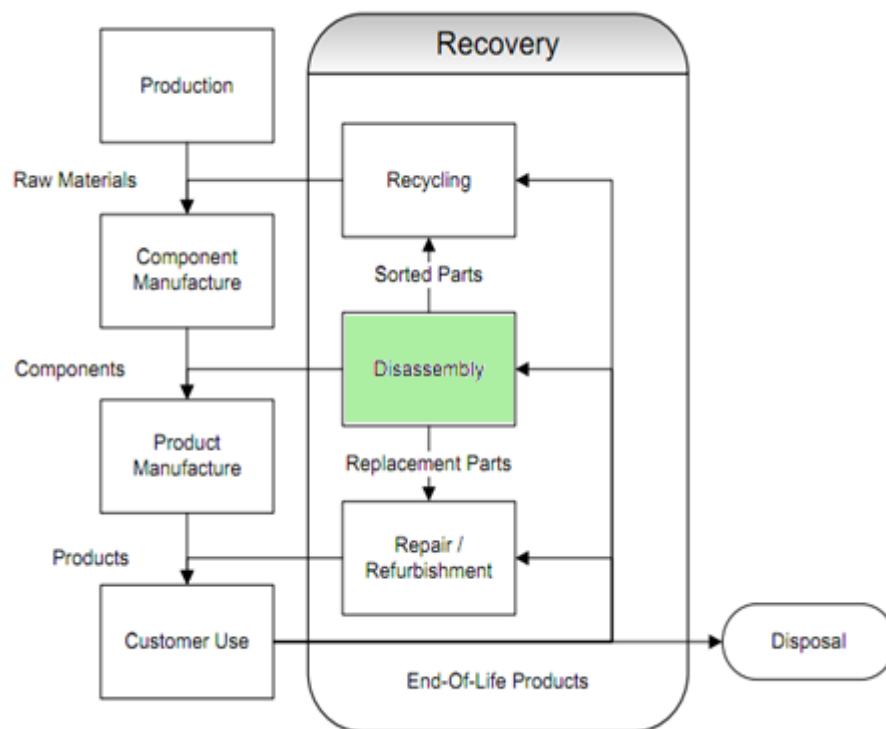 Recovery
Production
Raw Materials
Recycling
Component
Manufacture
Sorted Parts
Components
Disassembly
Product
Manufacture
Replacement Parts
Products
Repair /
Refurbishment
Customer Use
Disposal
End-Of-Life Products